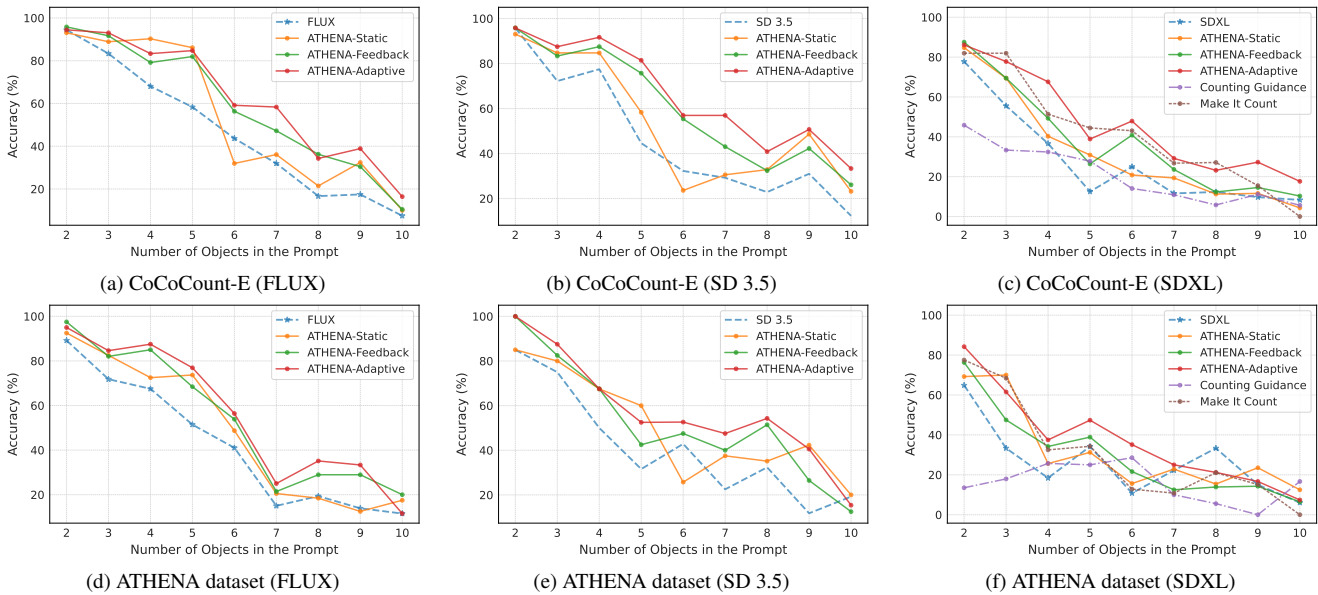 100
80
60
40
20
Accuracy (%)
2 3 4 5 6 7 8 9 10
Number of Objects in the Prompt
FLUX
ATHENA-Static
ATHENA-Feedback
ATHENA-Adaptive
(a) CoCoCount-E (FLUX)
100
80
60
40
20
Accuracy (%)
2 3 4 5 6 7 8 9 10
Number of Objects in the Prompt
SD 3.5
ATHENA-Static
ATHENA-Feedback
ATHENA-Adaptive
(b) CoCoCount-E (SD 3.5)
100
80
60
40
20
0
Accuracy (%)
2 3 4 5 6 7 8 9 10
Number of Objects in the Prompt
SDXL
ATHENA-Static
ATHENA-Feedback
ATHENA-Adaptive
Counting Guidance
Make It Count
(c) CoCoCount-E (SDXL)
100
80
60
40
20
Accuracy (%)
2 3 4 5 6 7 8 9 10
Number of Objects in the Prompt
FLUX
ATHENA-Static
ATHENA-Feedback
ATHENA-Adaptive
(d) ATHENA dataset (FLUX)
100
80
60
40
20
Accuracy (%)
2 3 4 5 6 7 8 9 10
Number of Objects in the Prompt
SD 3.5
ATHENA-Static
ATHENA-Feedback
ATHENA-Adaptive
(e) ATHENA dataset (SD 3.5)
100
80
60
40
20
0
Accuracy (%)
2 3 4 5 6 7 8 9 10
Number of Objects in the Prompt
SDXL
ATHENA-Static
ATHENA-Feedback
ATHENA-Adaptive
Counting Guidance
Make It Count
(f) ATHENA dataset (SDXL)